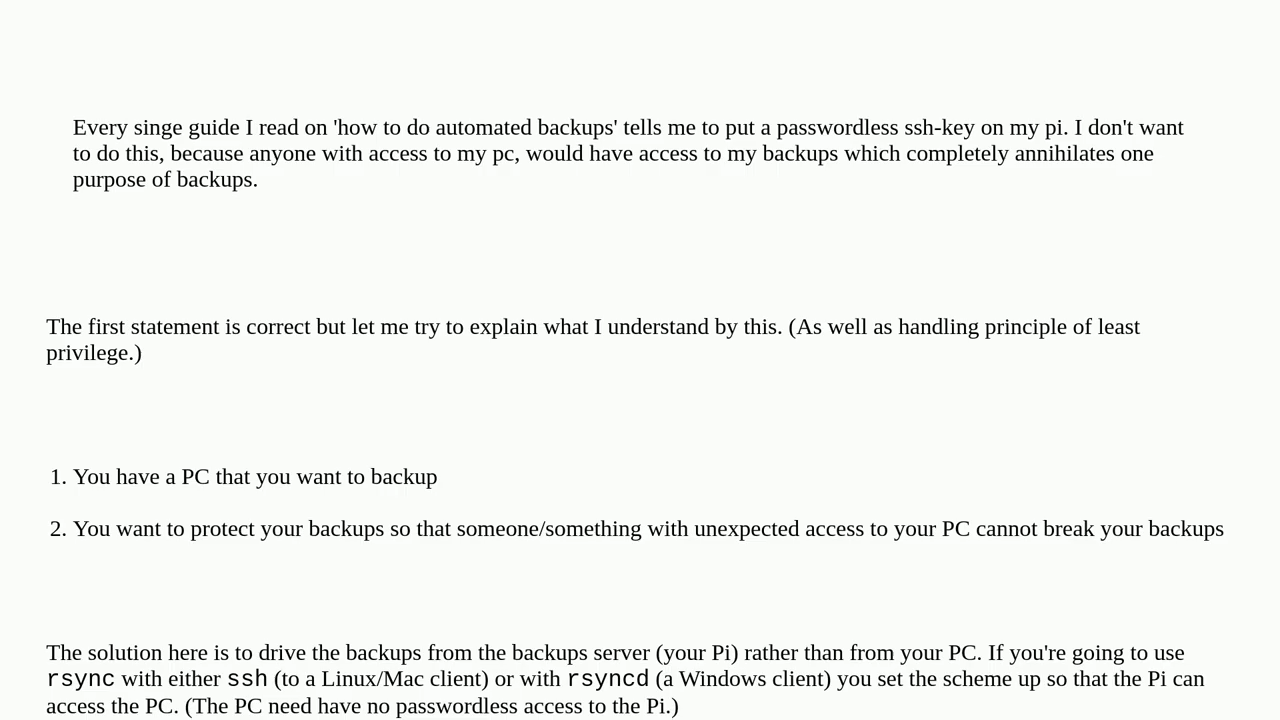 Every singe guide I read on 'how to do automated backups' tells me to put a passwordless ssh-key on my pi. I don't want
to do this, because anyone with access to my pc, would have access to my backups which completely annihilates one
purpose of backups.
The first statement is correct but let me try to explain what I understand by this. (As well as handling principle of least
privilege.)
1. You have a PC that you want to backup
2. You want to protect your backups so that someone/something with unexpected access to your PC cannot break your backups
The solution here is to drive the backups from the backups server (your Pi) rather than from your PC. If you're going to use
rsync with either ssh (to a Linux/Mac client) or with rsyncd (a Windows client) you set the scheme up so that the Pi can
access the PC. (The PC need have no passwordless access to the Pi.)